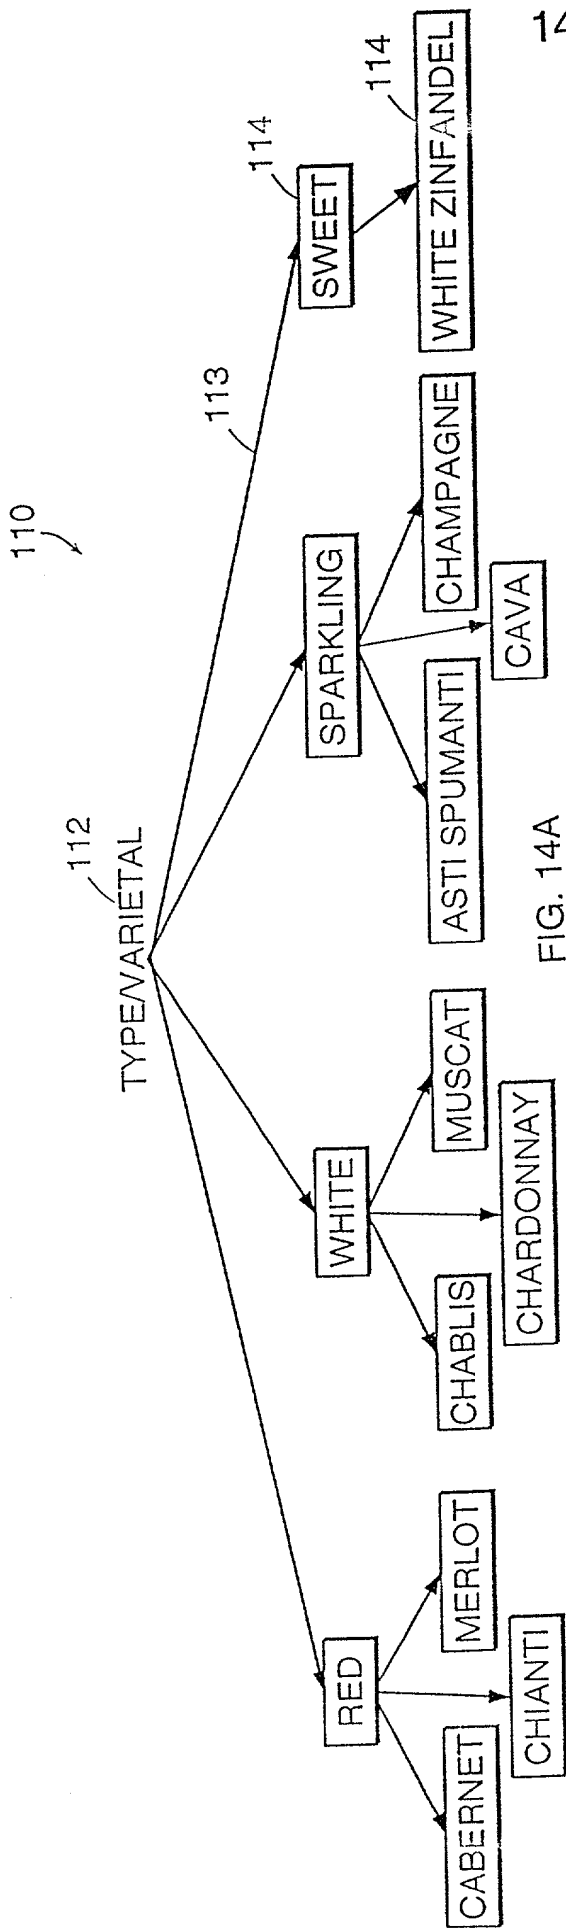 14
110
TYPE/VARIETAL 112
113
RED
WHITE
SPARKLING
SWEET 114
CABERNET
CHIANTI
MERLOT
CHABLIS
CHARDONNAY
MUSCAT
ASTI SPUMANTI
CAVA
CHAMPAGNE
WHITE ZINFANDEL 114
FIG. 14A